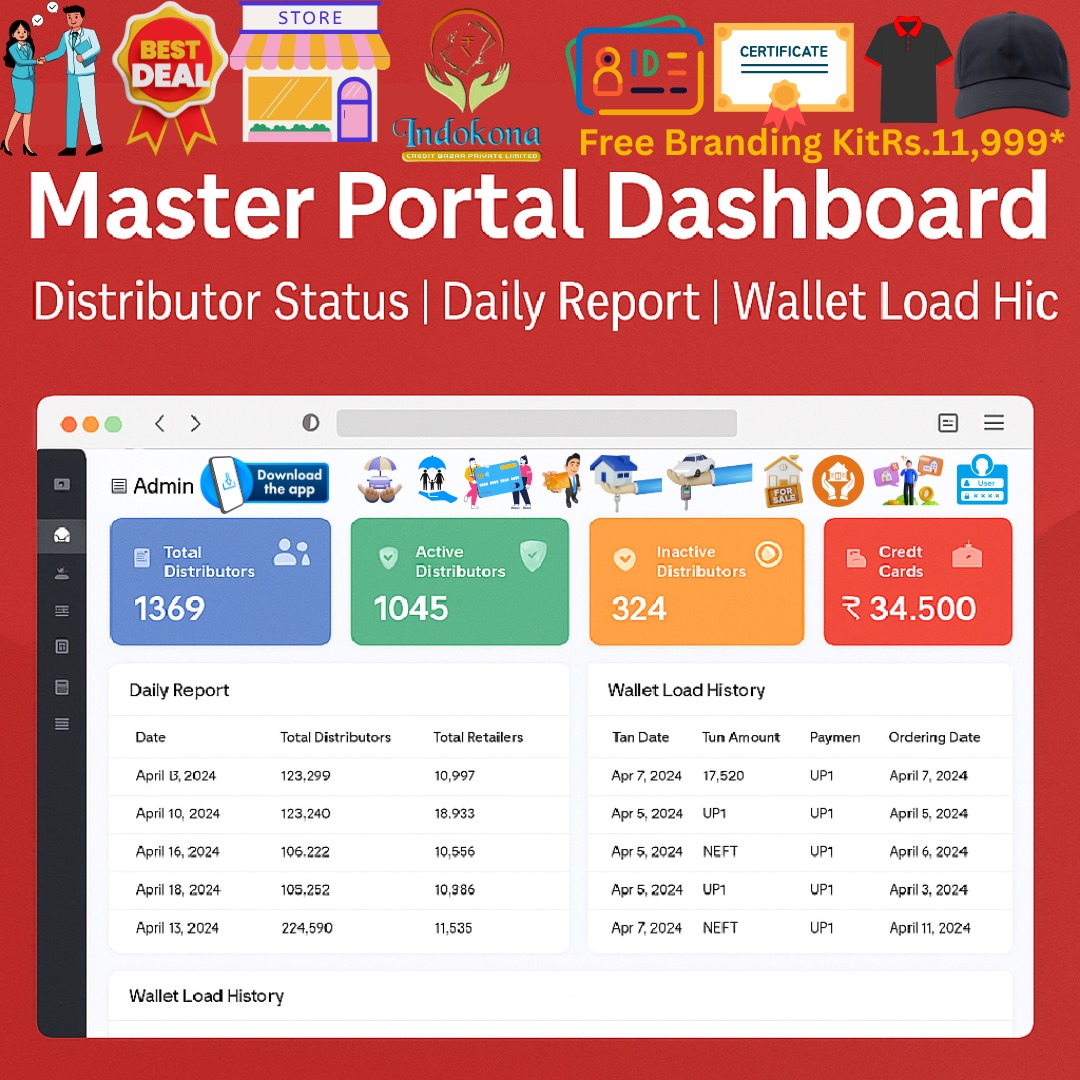 STORE
BEST
DEAL
Indokona
CREDIT BAZAR PRIVATE LIMITED
IDE
CERTIFICATE
Free Branding KitRs.11,999*
Master Portal Dashboard
Distributor Status | Daily Report | Wallet Load Hic
Admin
Download
the app
FOR
SALE
User
Total
Distributors
1369
Active
Distributors
1045
Inactive
Distributors
324
Credt
Cards
₹ 34.500
Daily Report
Date Total Distributors Total Retailers
April 13, 2024 123,299 10,997
April 10, 2024 123,240 18.933
April 16, 2024 106.222 10,556
April 18, 2024 105,252 10,386
April 13, 2024 224,590 11,535
Wallet Load History
Tan Date Tun Amount Paymen Ordering Date
Apr 7, 2024 17,520 UP1 April 7, 2024
Apr 5, 2024 UP1 UP1 April 5, 2024
Apr 5, 2024 NEFT UP1 April 6, 2024
Apr 5, 2024 UP1 UP1 April 3, 2024
Apr 7, 2024 NEFT UP1 April 11, 2024
Wallet Load History